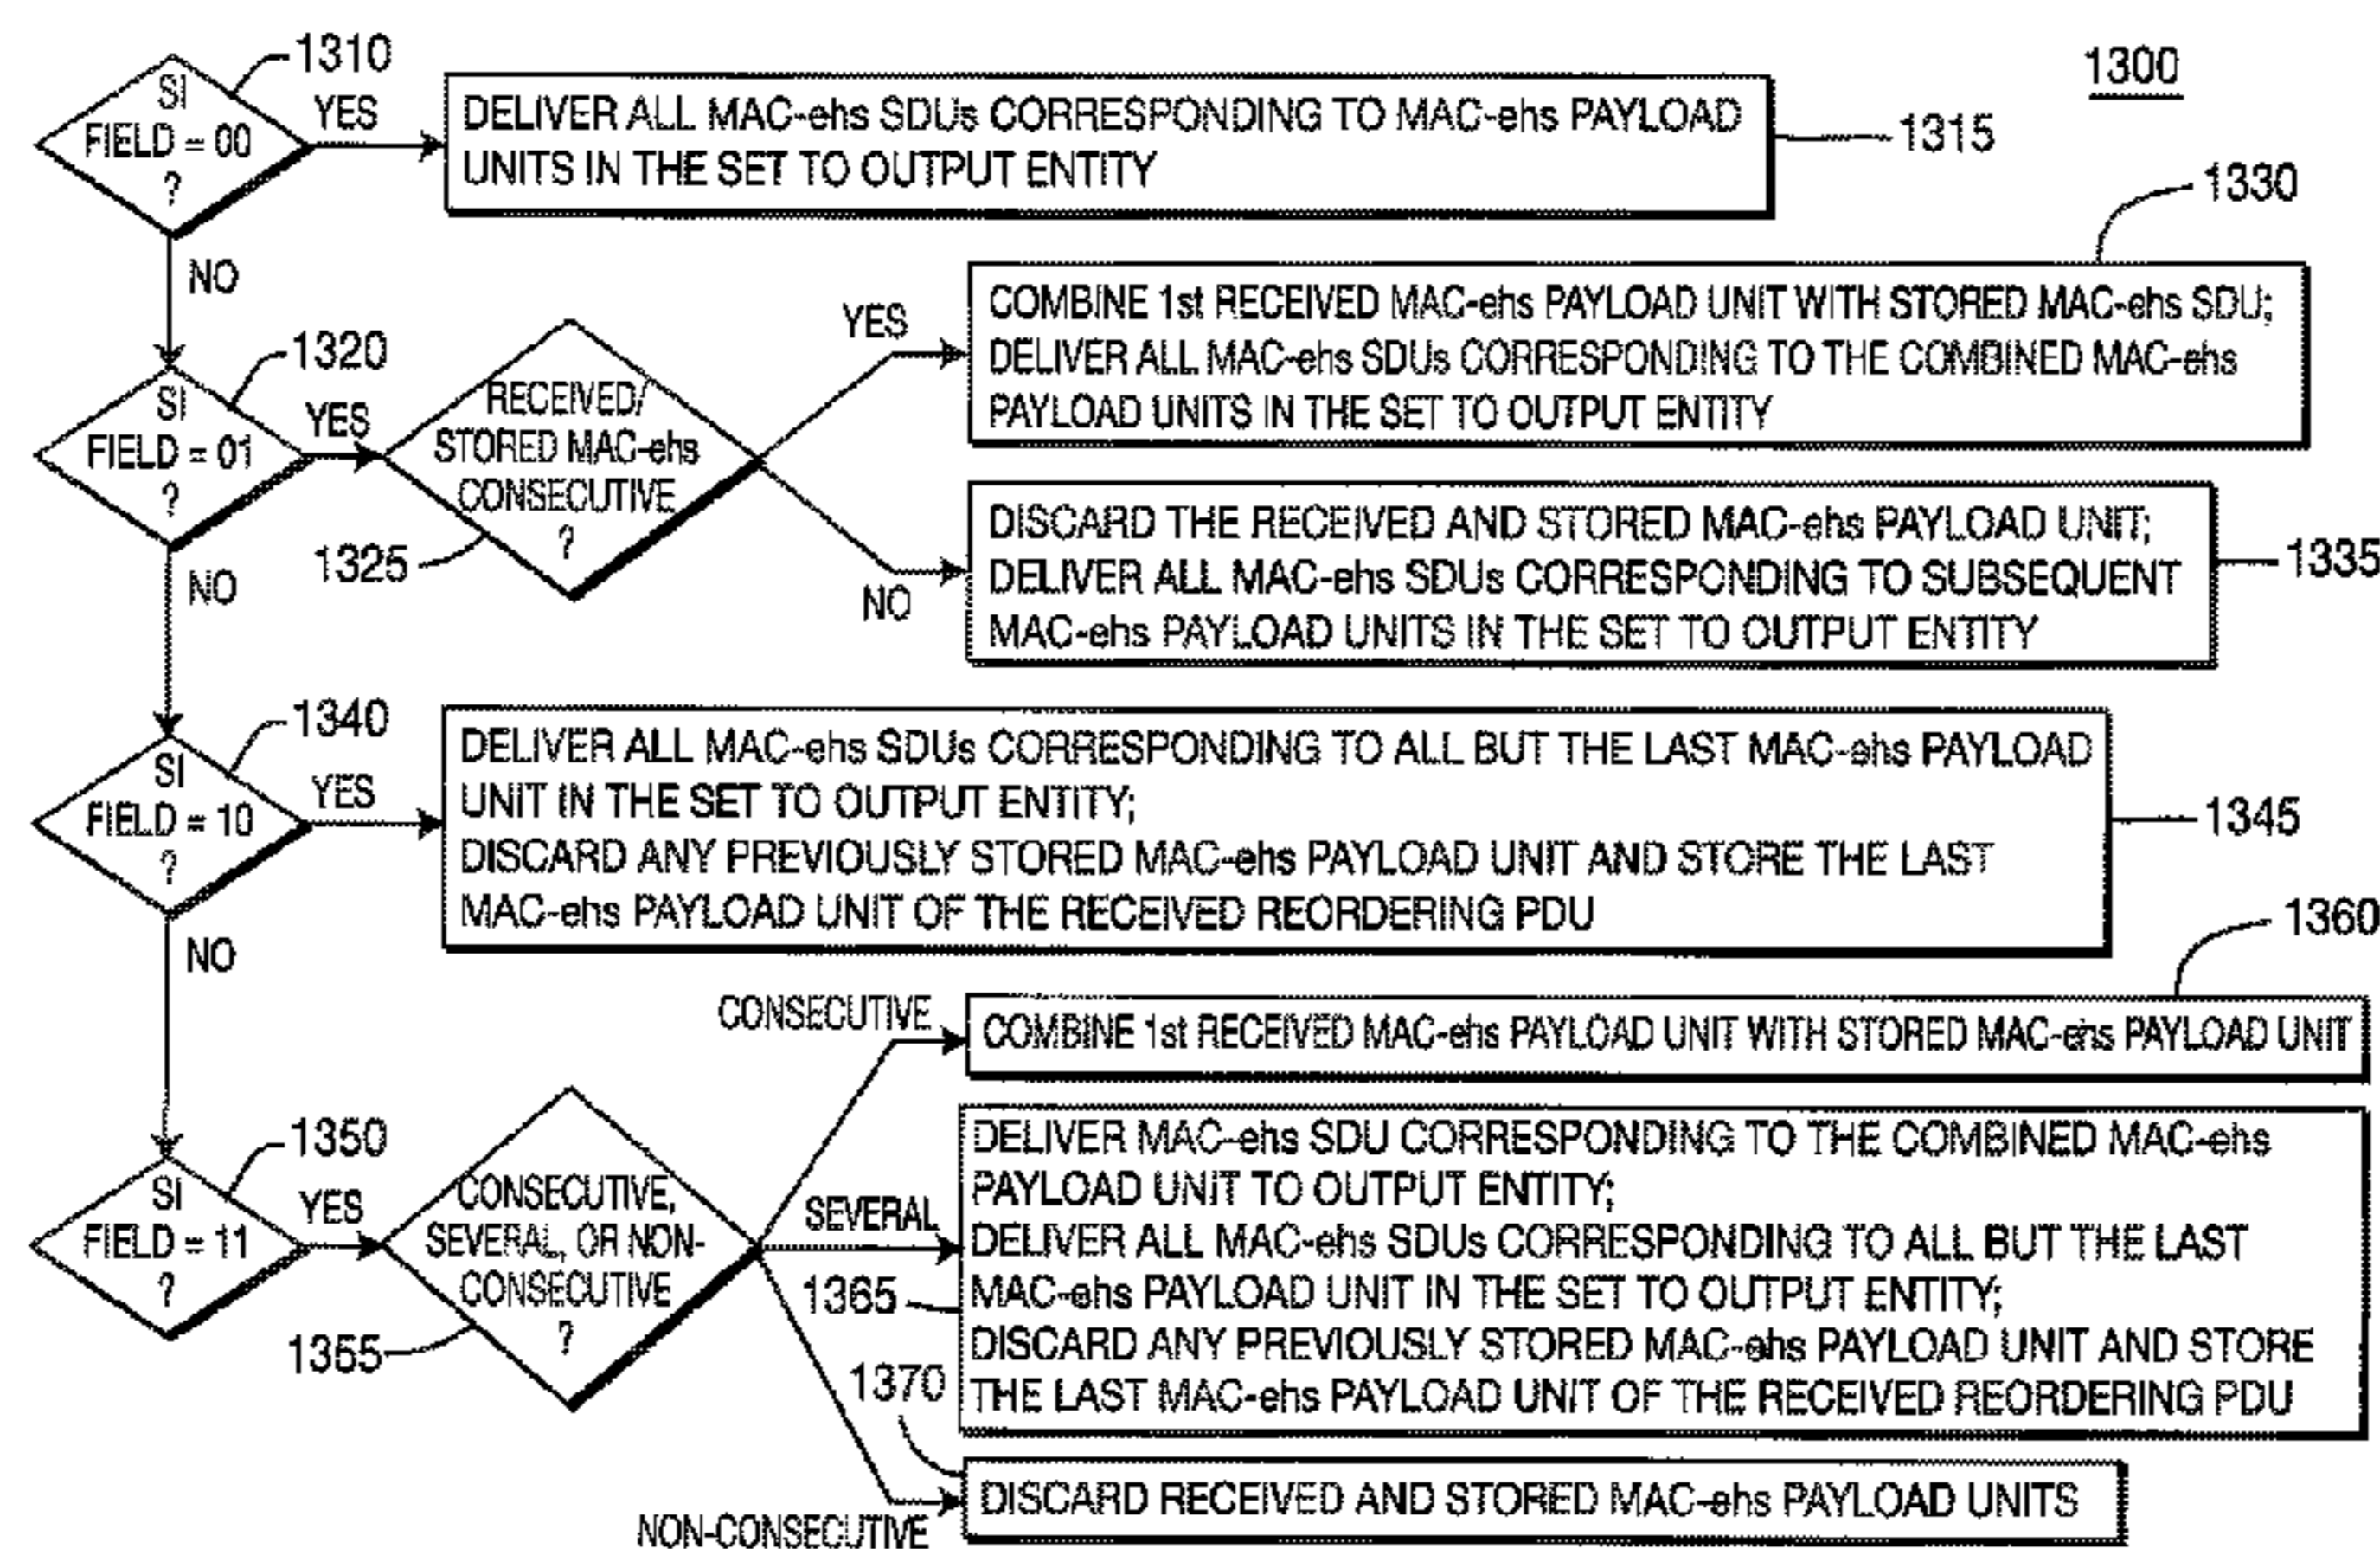 1300
1310
SI
FIELD = 00
?
YES
NO
DELIVER ALL MAC-ehs SDUs CORRESPONDING TO MAC-ehs PAYLOAD
UNITS IN THE SET TO OUTPUT ENTITY
1315
1320
SI
FIELD = 01
?
YES
NO
RECEIVED/
STORED MAC-ehs
CONSECUTIVE
?
1325
YES
1330
COMBINE 1st RECEIVED MAC-ehs PAYLOAD UNIT WITH STORED MAC-ehs SDU;
DELIVER ALL MAC-ehs SDUs CORRESPONDING TO THE COMBINED MAC-ehs
PAYLOAD UNITS IN THE SET TO OUTPUT ENTITY
NO
DISCARD THE RECEIVED AND STORED MAC-ehs PAYLOAD UNIT;
DELIVER ALL MAC-ehs SDUs CORRESPONDING TO SUBSEQUENT
MAC-ehs PAYLOAD UNITS IN THE SET TO OUTPUT ENTITY
1335
1340
SI
FIELD = 10
?
YES
NO
DELIVER ALL MAC-ehs SDUs CORRESPONDING TO ALL BUT THE LAST MAC-ehs PAYLOAD
UNIT IN THE SET TO OUTPUT ENTITY;
DISCARD ANY PREVIOUSLY STORED MAC-ehs PAYLOAD UNIT AND STORE THE LAST
MAC-ehs PAYLOAD UNIT OF THE RECEIVED REORDERING PDU
1345
1350
SI
FIELD = 11
?
YES
CONSECUTIVE,
SEVERAL, OR NON-
CONSECUTIVE
?
1355
CONSECUTIVE
1360
COMBINE 1st RECEIVED MAC-ehs PAYLOAD UNIT WITH STORED MAC-ehs PAYLOAD UNIT
SEVERAL
1365
DELIVER MAC-ehs SDU CORRESPONDING TO THE COMBINED MAC-ehs
PAYLOAD UNIT TO OUTPUT ENTITY;
DELIVER ALL MAC-ehs SDUs CORRESPONDING TO ALL BUT THE LAST
MAC-ehs PAYLOAD UNIT IN THE SET TO OUTPUT ENTITY;
DISCARD ANY PREVIOUSLY STORED MAC-ehs PAYLOAD UNIT AND STORE
THE LAST MAC-ehs PAYLOAD UNIT OF THE RECEIVED REORDERING PDU
1370
NON-CONSECUTIVE
DISCARD RECEIVED AND STORED MAC-ehs PAYLOAD UNITS